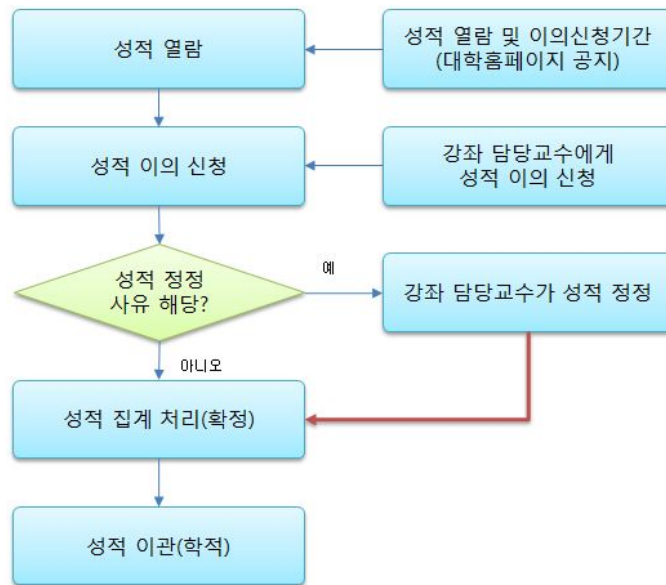 성적 열람
성적 열람 및 이의신청기간
(대학홈페이지 공지)
성적 이의 신청
강좌 담당교수에게
성적 이의 신청
성적 정정
사유 해당?
예
강좌 담당교수가 성적 정정
아니오
성적 집계 처리(확정)
성적 이관(학적)